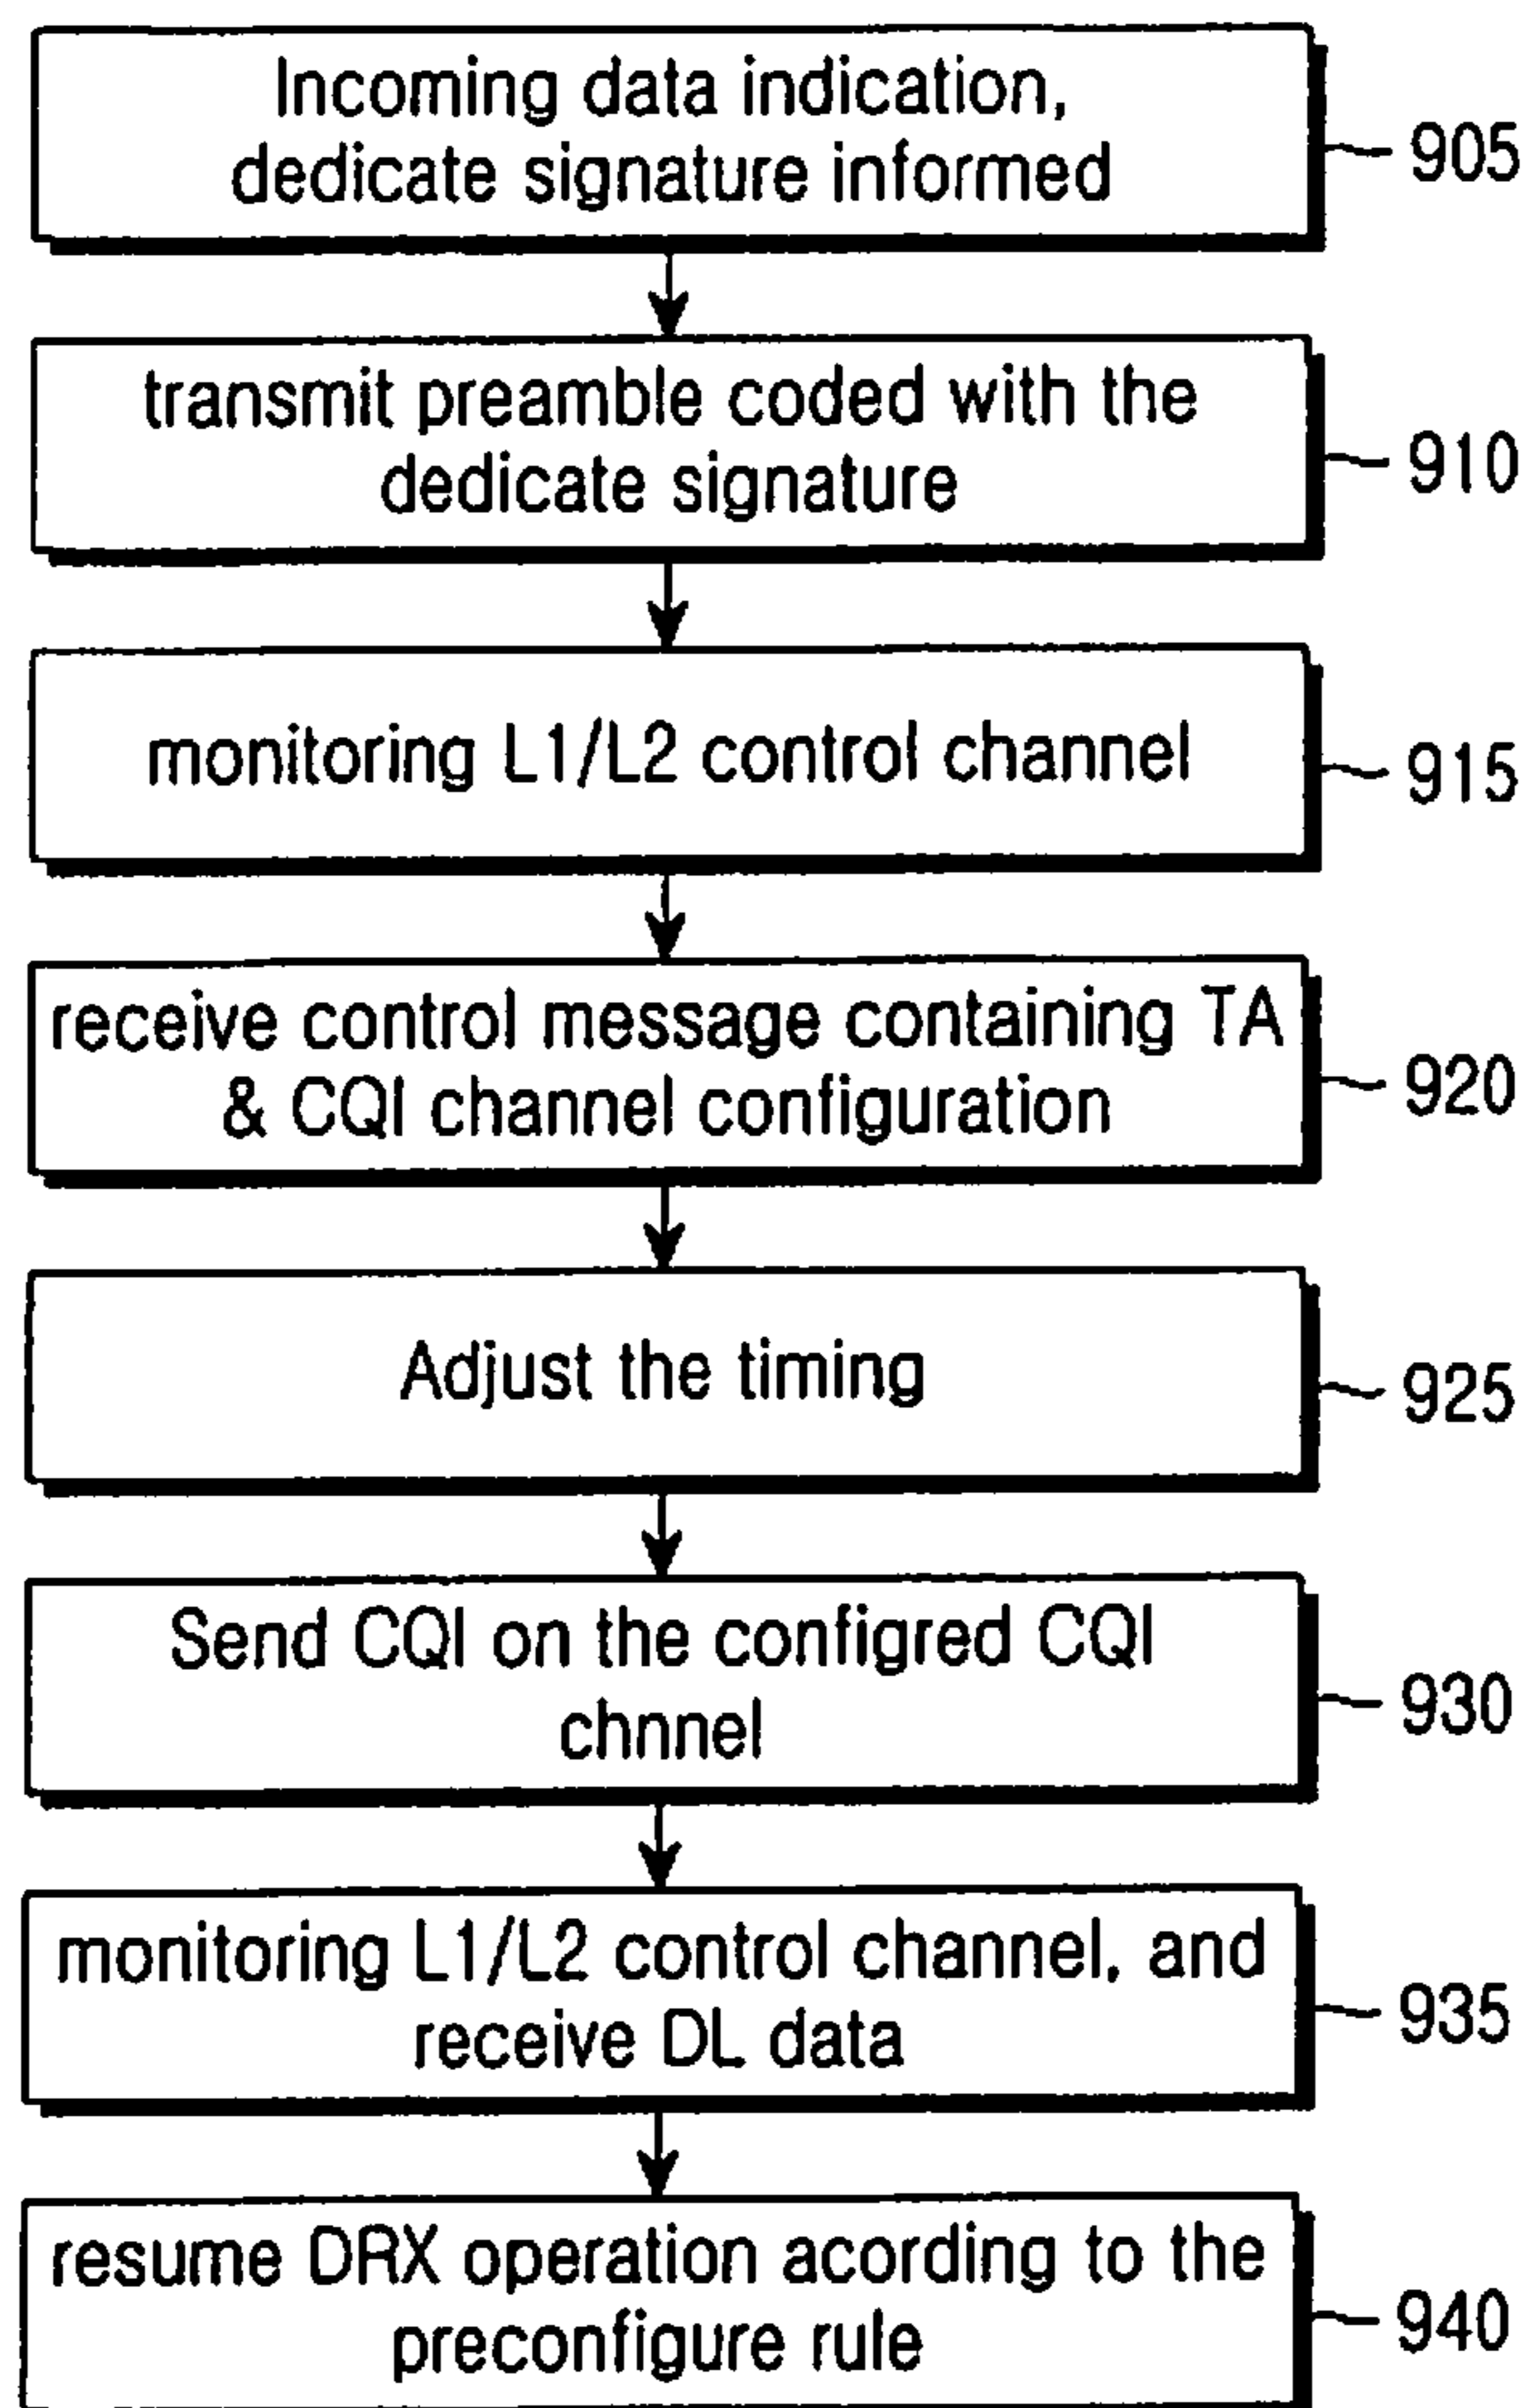 Incoming data indication,
dedicate signature informed
905
transmit preamble coded with the
dedicate signature
910
monitoring L1/L2 control channel
915
receive control message containing TA
& CQI channel configuration
920
Adjust the timing
925
Send CQI on the configred CQI
chnnel
930
monitoring L1/L2 control channel, and
receive DL data
935
resume DRX operation acording to the
preconfigure rule
940